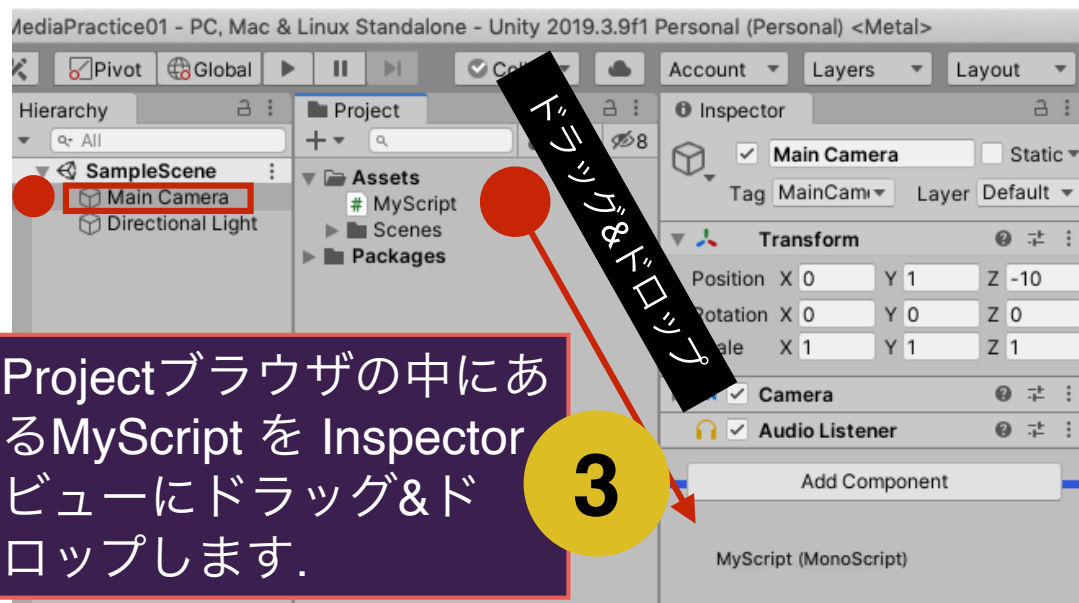 MediaPractice01 - PC, Mac & Linux Standalone - Unity 2019.3.9f1 Personal (Personal) <Metal>
Pivot Global Account Layers Layout
Hierarchy
All
SampleScene
Main Camera
Directional Light
Project
8
Assets
# MyScript
Scenes
Packages
ドラッグ&ドロップ
Inspector
Main Camera Static
Tag MainCam Layer Default
Transform
Position X 0 Y 1 Z -10
Rotation X 0 Y 0 Z 0
X 1 Y 1 Z 1
Camera
Audio Listener
Add Component
MyScript (MonoScript)
Projectブラウザの中にあ
るMyScript を Inspector
ビューにドラッグ&ド
ロップします.
3